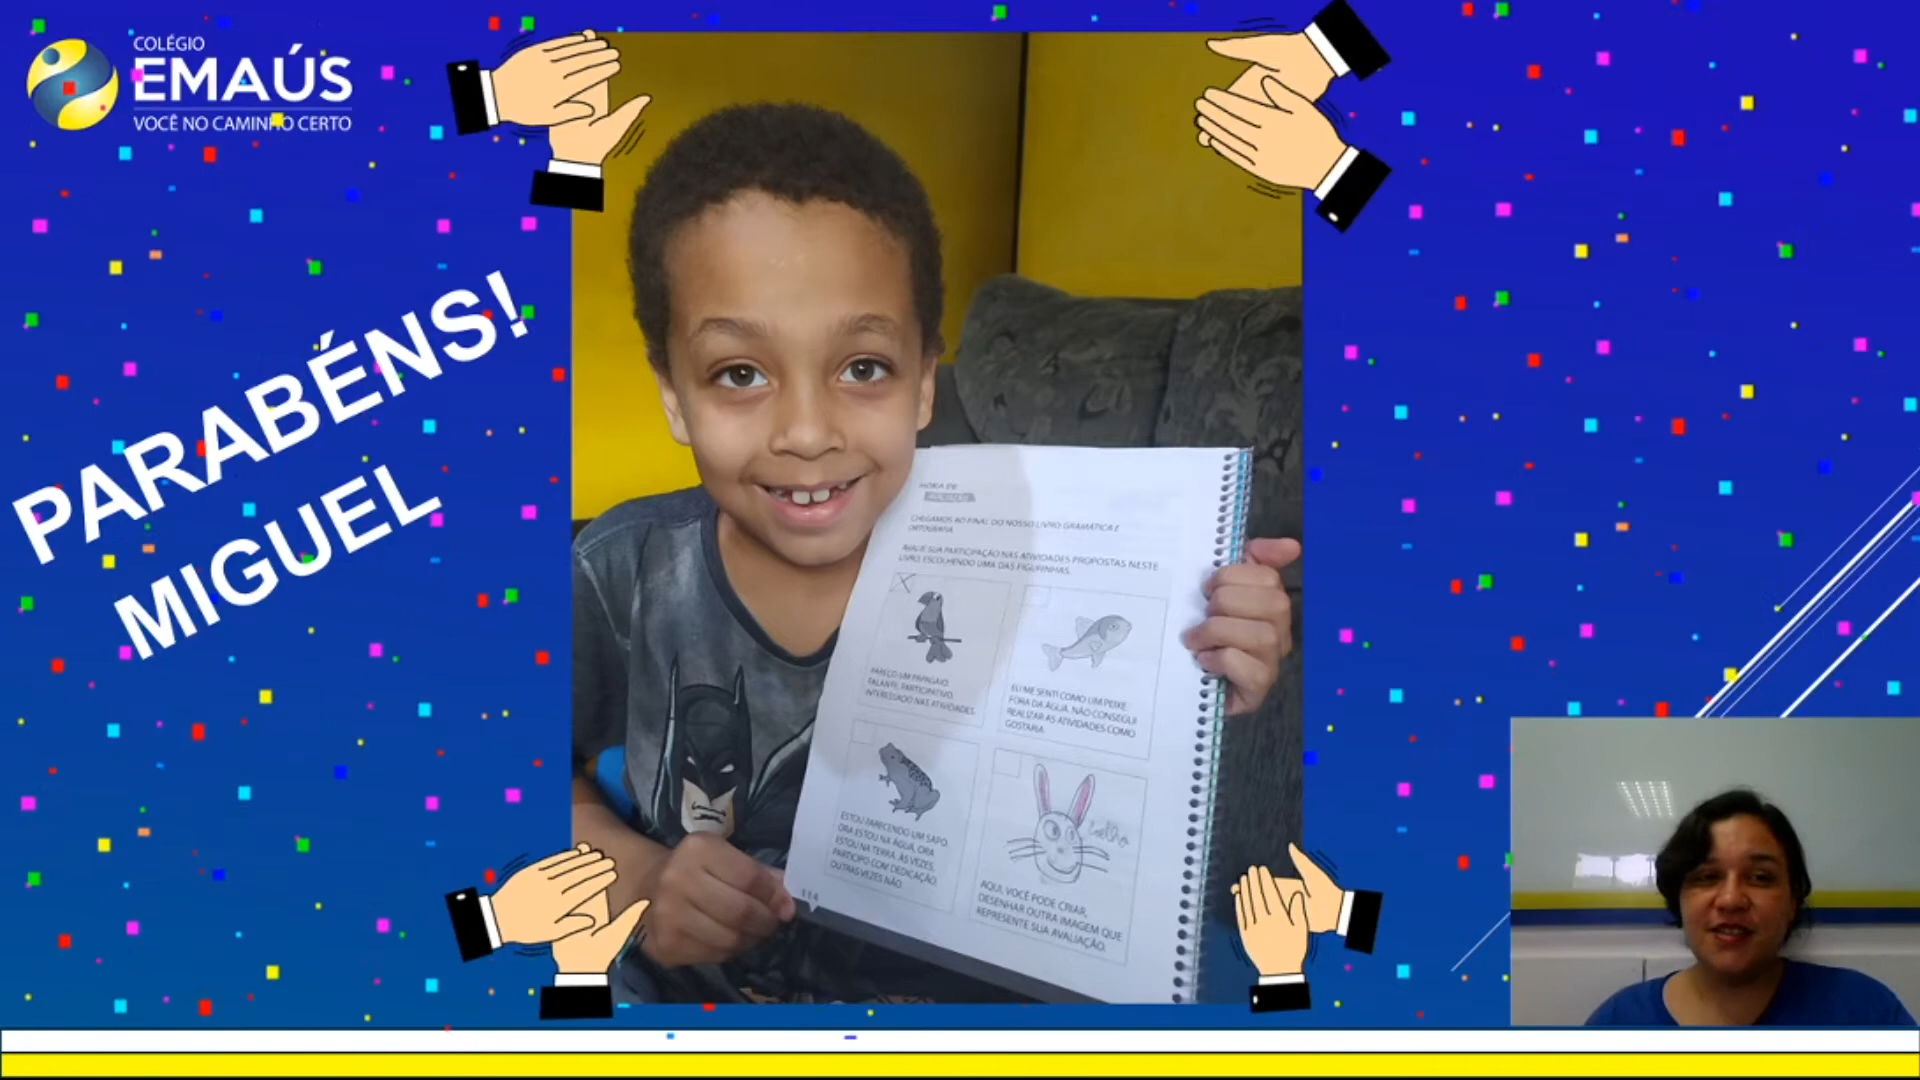 COLÉGIO
EMAÚS
VOCÊ NO CAMINHO CERTO
PARABÉNS!
MIGUEL
HORA DE
AVALIAÇÃO
CHEGAMOS AO FINAL DO NOSSO LIVRO GRAMÁTICA E
ORTOGRAFIA.
AVALIE SUA PARTICIPAÇÃO NAS ATIVIDADES PROPOSTAS NESTE
LIVRO, ESCOLHENDO UMA DAS FIGURINHAS.
X
PAREÇO UM PAPAGAIO
FALANTE, PARTICIPATIVO,
INTERESSADO NAS ATIVIDADES.
EU ME SENTI COMO UM PEIXE
FORA DA ÁGUA, NÃO CONSEGUI
REALIZAR AS ATIVIDADES COMO
GOSTARIA.
ESTOU PARECENDO UM SAPO.
ORA ESTOU NA ÁGUA, ORA
ESTOU NA TERRA. ÀS VEZES,
PARTICIPO COM DEDICAÇÃO,
OUTRAS VEZES NÃO.
Coelho
AQUI, VOCÊ PODE CRIAR,
DESENHAR OUTRA IMAGEM QUE
REPRESENTE SUA AVALIAÇÃO.
114